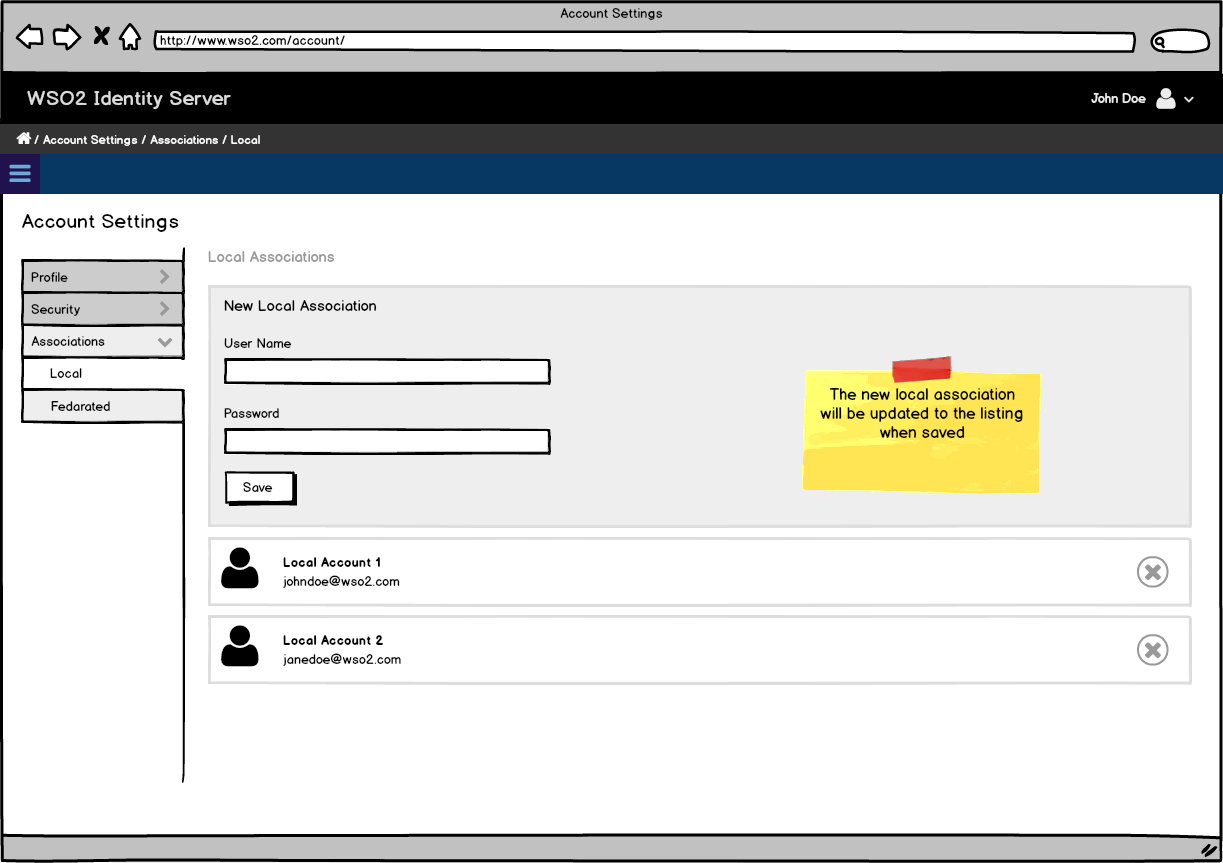 Account Settings
http://www.wso2.com/account/
WSO2 Identity Server
John Doe
/ Account Settings / Associations / Local
Account Settings
Profile
Security
Associations
Local
Fedarated
Local Associations
New Local Association
User Name
Password
Save
The new local association
will be updated to the listing
when saved
Local Account 1
johndoe@wso2.com
Local Account 2
janedoe@wso2.com